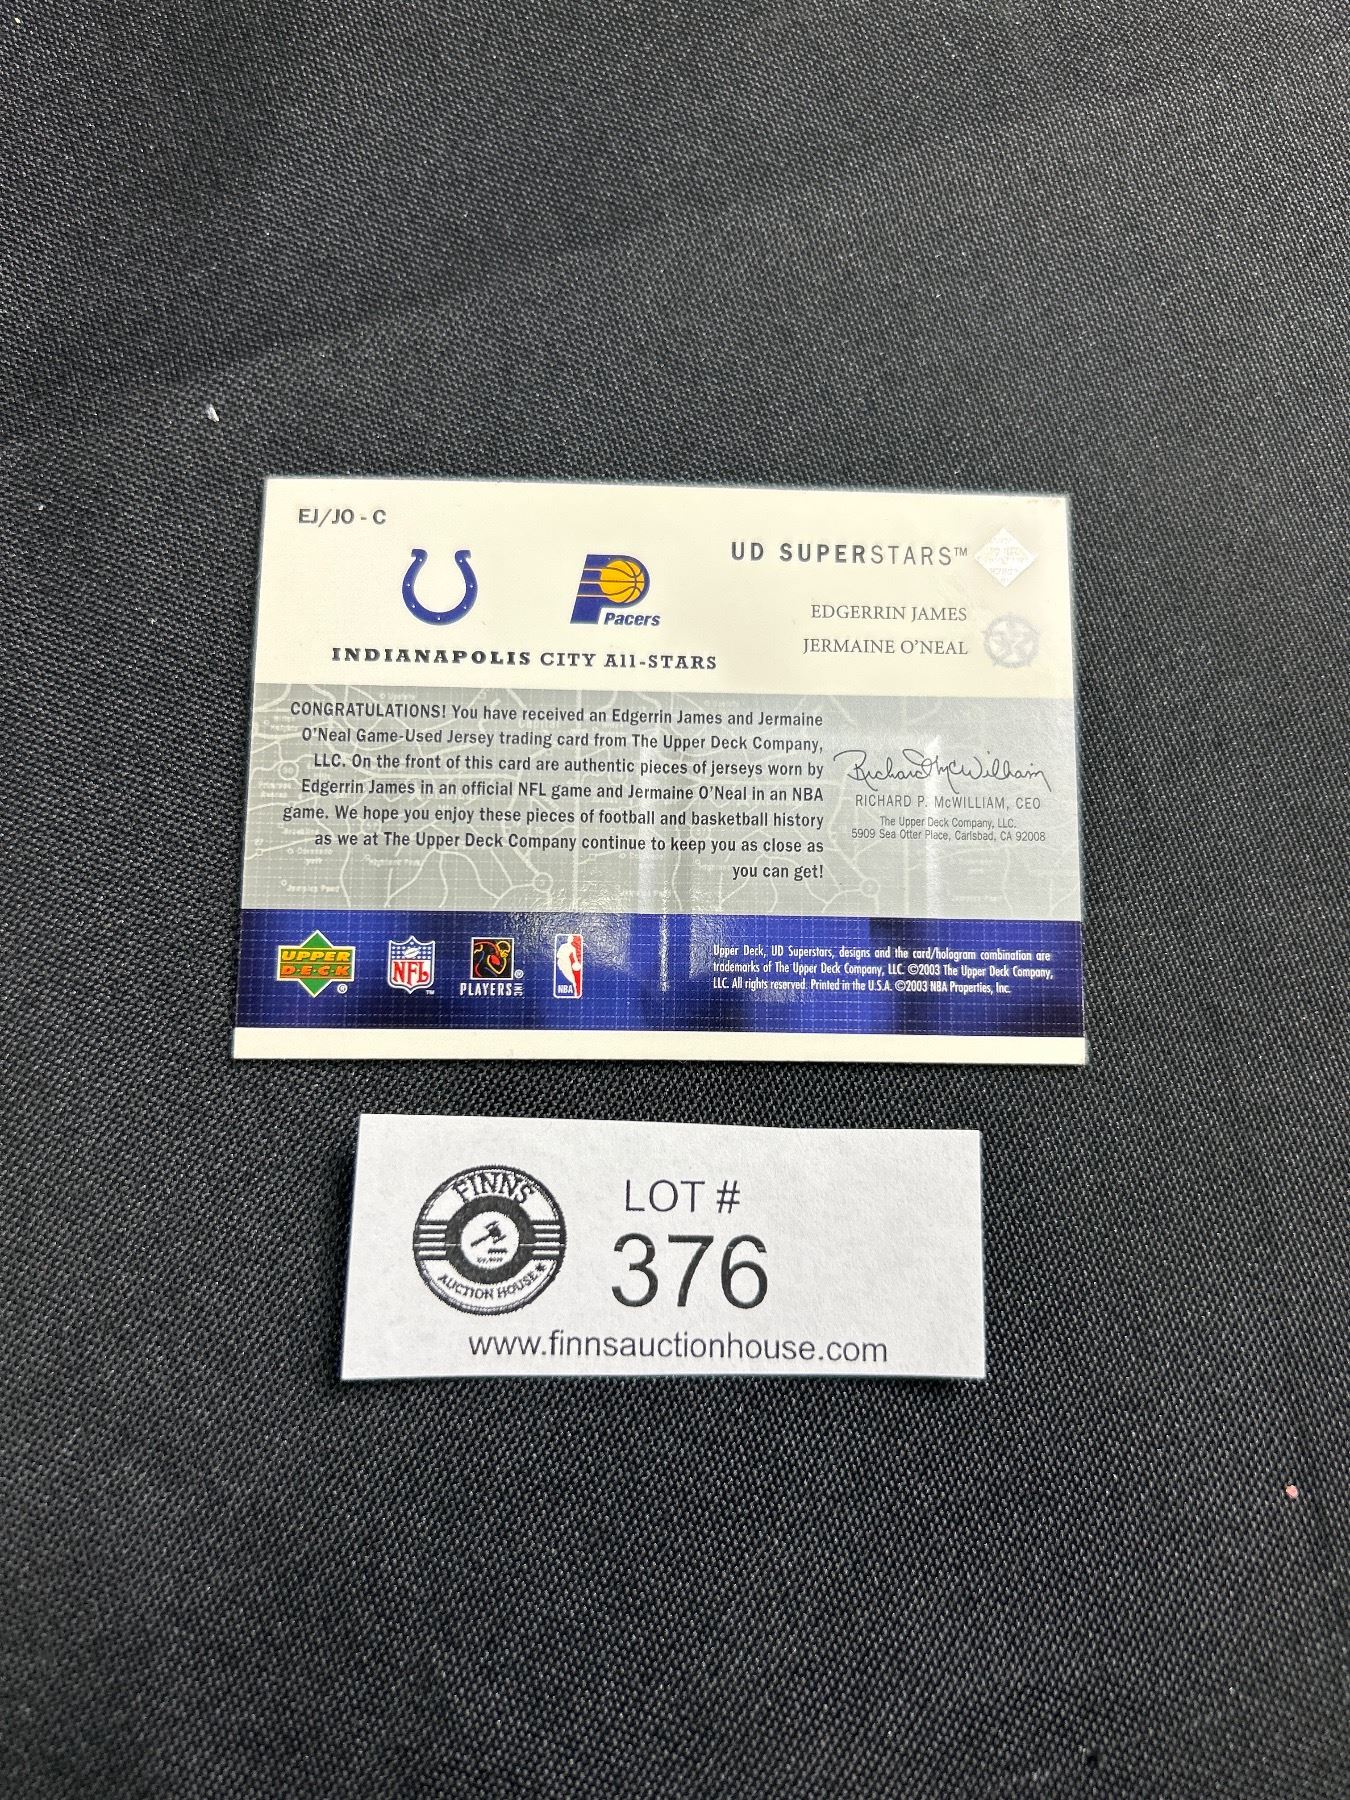 EJ/JO - C
UD SUPERSTARS™
Pacers
EDGERRIN JAMES
JERMAINE O'NEAL
INDIANAPOLIS CITY All-STARS
CONGRATULATIONS! You have received an Edgerrin James and Jermaine
O'Neal Game-Used Jersey trading card from The Upper Deck Company,
LLC. On the front of this card are authentic pieces of jerseys worn by
Edgerrin James in an official NFL game and Jermaine O'Neal in an NBA
game. We hope you enjoy these pieces of football and basketball history
as we at The Upper Deck Company continue to keep you as close as
you can get!
Richard McWilliam
RICHARD P. McWILLIAM, CEO
The Upper Deck Company, LLC.
5909 Sea Otter Place, Carlsbad, CA 92008
UPPER
D·E·C·K
®
NFL
™
PLAYERS INC
®
NBA
Upper Deck, UD Superstars, designs and the card/hologram combination are
trademarks of The Upper Deck Company, LLC. ©2003 The Upper Deck Company,
LLC. All rights reserved. Printed in the U.S.A. ©2003 NBA Properties, Inc.
FINNS
AUCTION HOUSE
LOT #
376
www.finnsauctionhouse.com